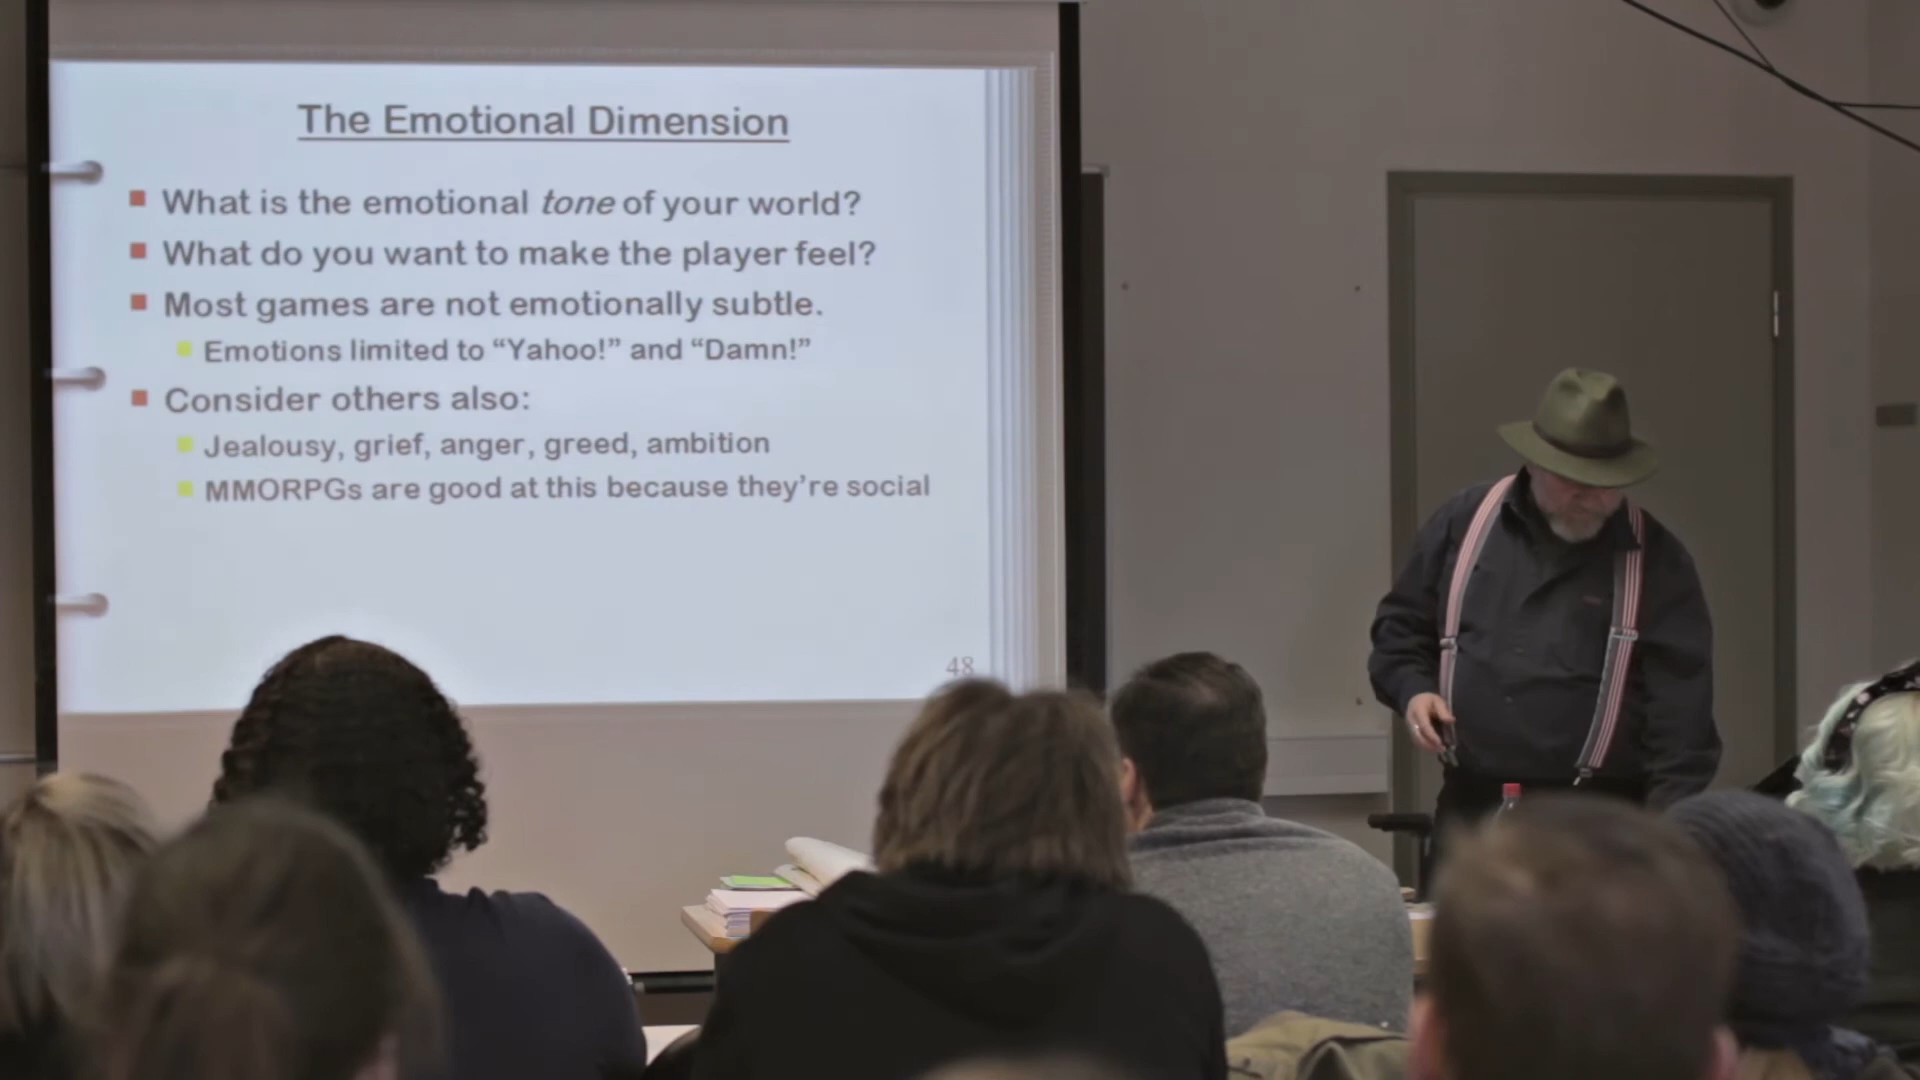 The Emotional Dimension
What is the emotional tone of your world?
What do you want to make the player feel?
Most games are not emotionally subtle.
Emotions limited to “Yahoo!” and “Damn!”
Consider others also:
Jealousy, grief, anger, greed, ambition
MMORPGs are good at this because they’re social
48